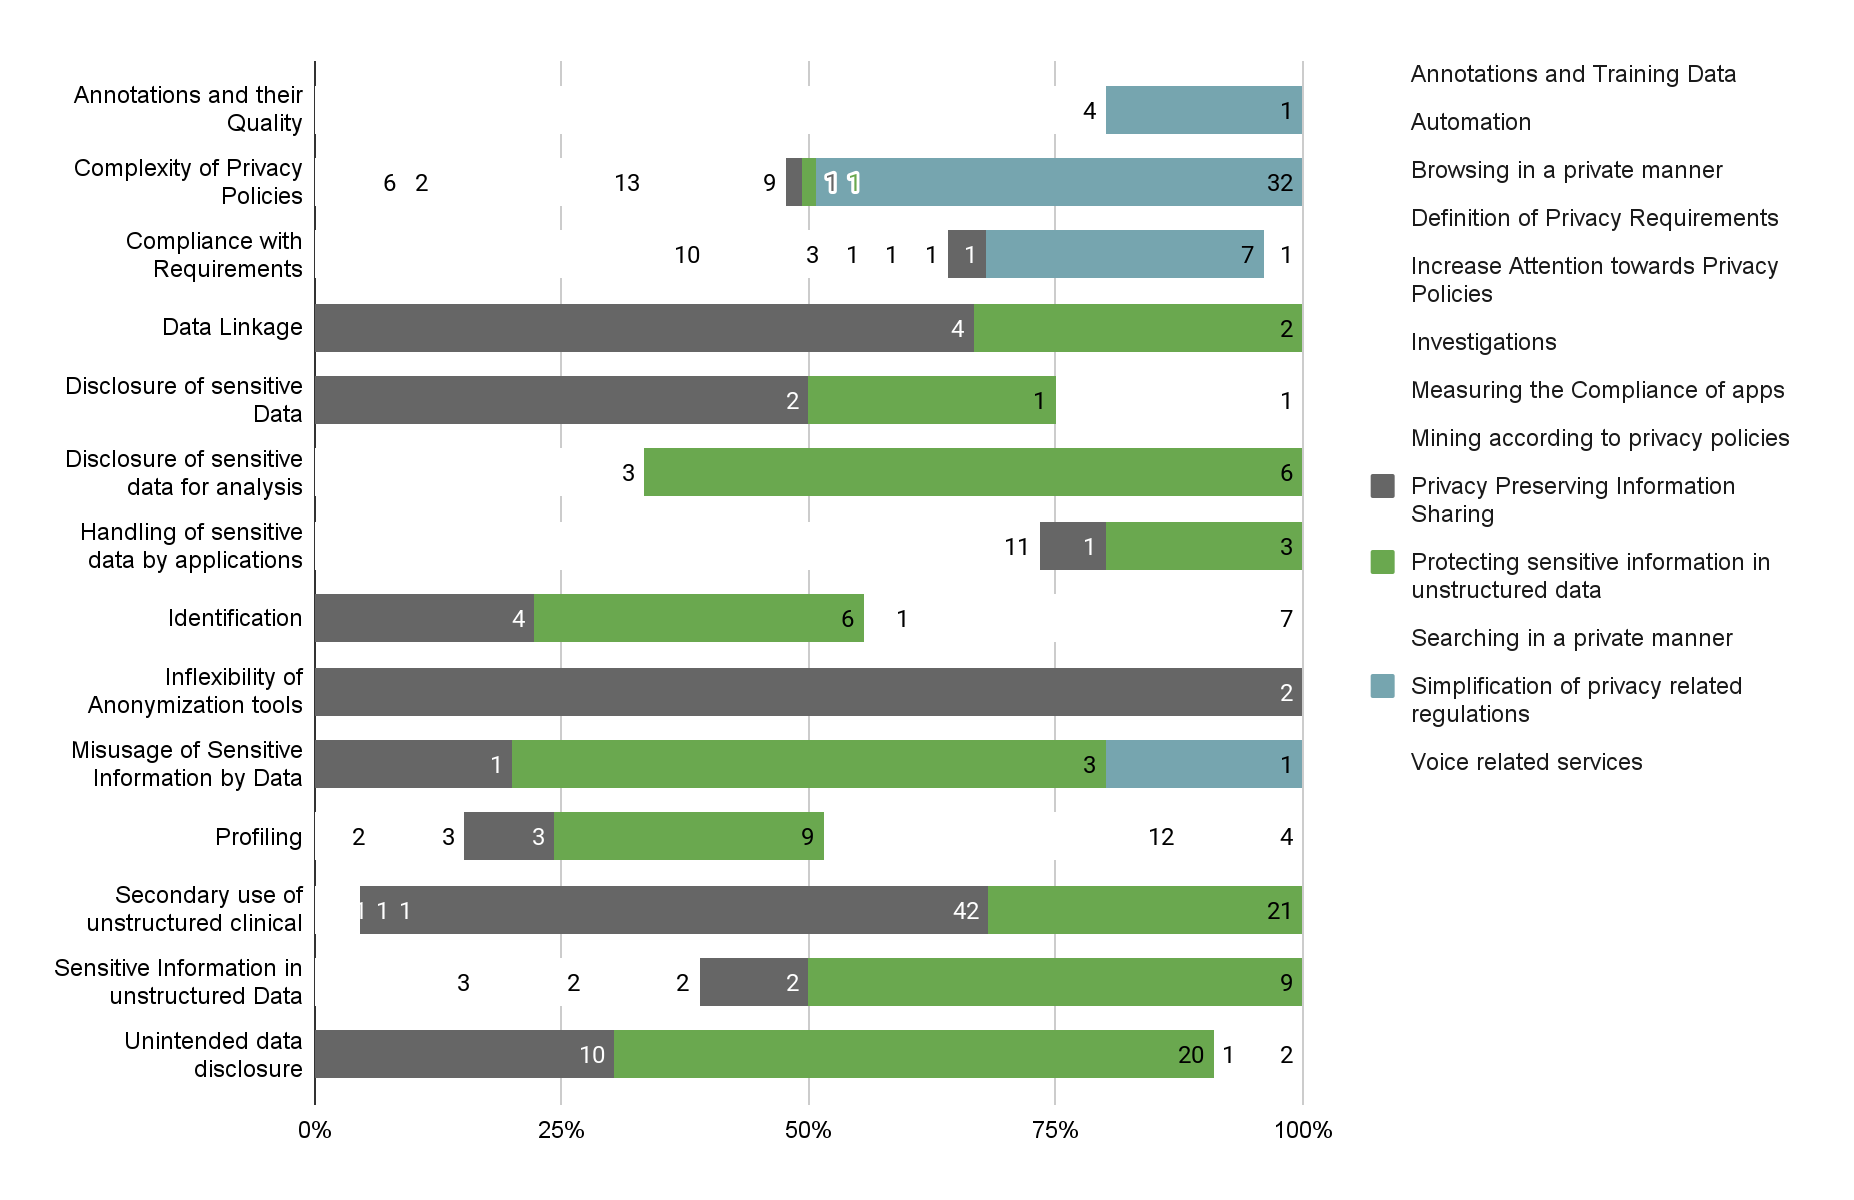 Annotations and their
Quality
4 1
Complexity of Privacy
Policies
6 2 13 9 1 1 32
Compliance with
Requirements
10 3 1 1 1 1 7 1
Data Linkage
4 2
Disclosure of sensitive
Data
2 1 1
Disclosure of sensitive
data for analysis
3 6
Handling of sensitive
data by applications
11 1 3
Identification
4 6 1 7
Inflexibility of
Anonymization tools
2
Misusage of Sensitive
Information by Data
1 3 1
Profiling
2 3 3 9 12 4
Secondary use of
unstructured clinical
1 1 1 42 21
Sensitive Information in
unstructured Data
3 2 2 2 9
Unintended data
disclosure
10 20 1 2
0% 25% 50% 75% 100%
Annotations and Training Data
Automation
Browsing in a private manner
Definition of Privacy Requirements
Increase Attention towards Privacy
Policies
Investigations
Measuring the Compliance of apps
Mining according to privacy policies
Privacy Preserving Information
Sharing
Protecting sensitive information in
unstructured data
Searching in a private manner
Simplification of privacy related
regulations
Voice related services